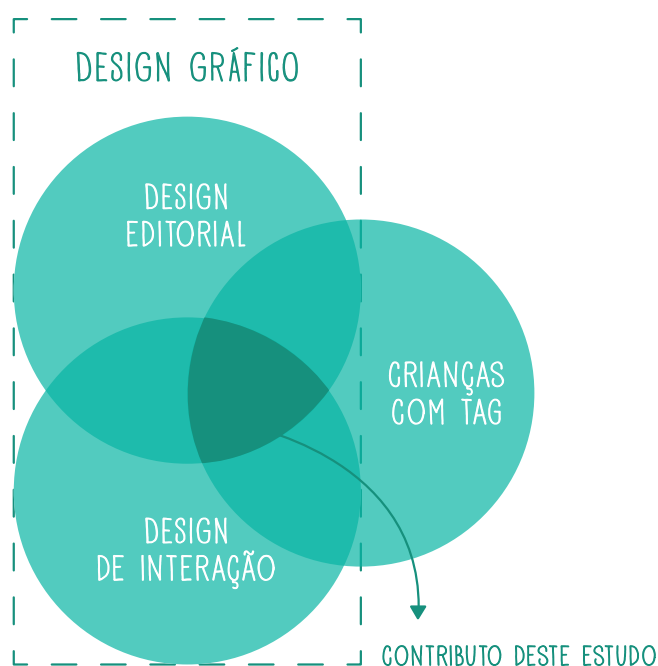 DESIGN GRÁFICO
DESIGN
EDITORIAL
CRIANÇAS
COM TAG
DESIGN
DE INTERAÇÃO
CONTRIBUTO DESTE ESTUDO